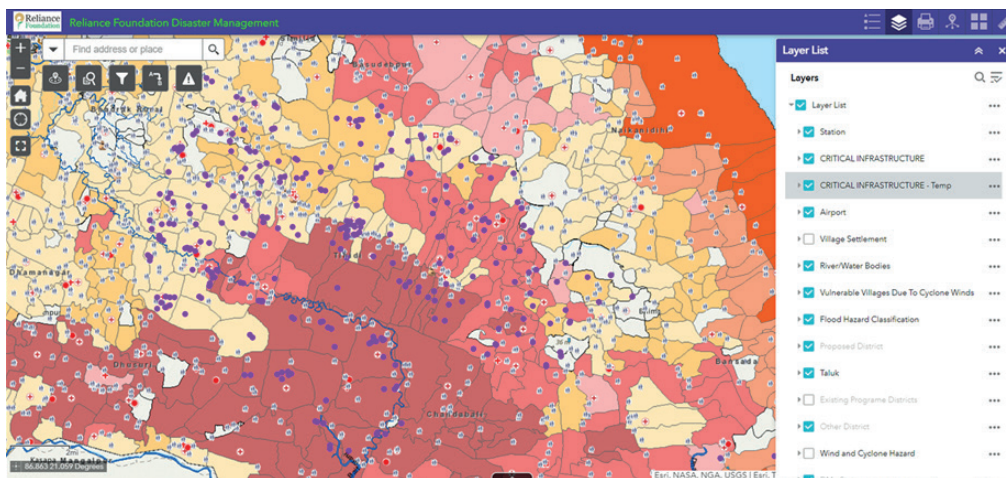 Reliance
Foundation
Reliance Foundation Disaster Management
Find address or place
Layer List
Layers
Layer List
Station
CRITICAL INFRASTRUCTURE
CRITICAL INFRASTRUCTURE - Temp
Airport
Village Settlement
River/Water Bodies
Vulnerable Villages Due To Cyclone Winds
Flood Hazard Classification
Proposed District
Taluk
Existing Programe Districts
Other District
Wind and Cyclone Hazard
Basudebpur
Naikanidihi
Tihidi
Dhamanagar
Dhusuri
Bansada
Chandabali
2mi
86.863 21.059 Degrees
Esri, NASA, NGA, USGS | Esri, T